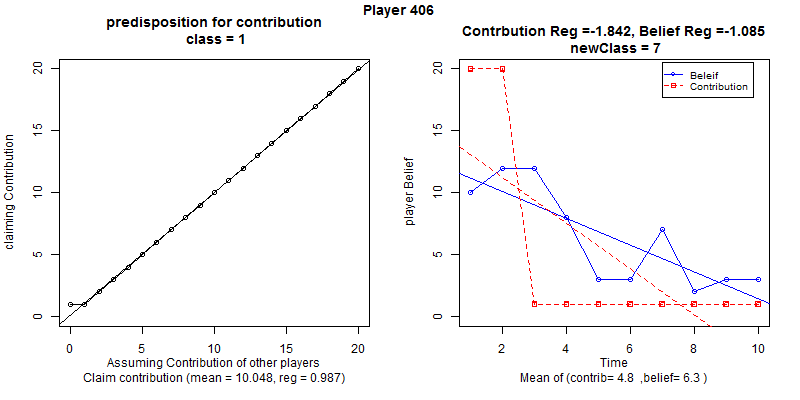 Player 406
predisposition for contribution
class = 1
claiming Contribution
0
5
10
15
20
0
5
10
15
20
Assuming Contribution of other players
Claim contribution (mean = 10.048, reg = 0.987)
Contrbution Reg =-1.842, Belief Reg =-1.085
newClass = 7
Beleif
Contribution
player Belief
0
5
10
15
20
2
4
6
8
10
Time
Mean of (contrib= 4.8 ,belief= 6.3 )